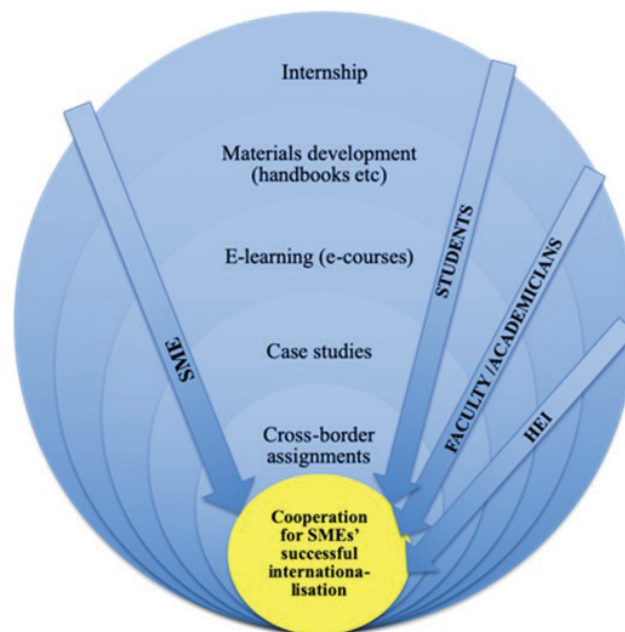 Internship
Materials development
(handbooks etc)
E-learning (e-courses)
Case studies
Cross-border
assignments
Cooperation
for SMEs'
successful
internationa-
lisation
SME
STUDENTS
FACULTY /ACADEMICIANS
HEI